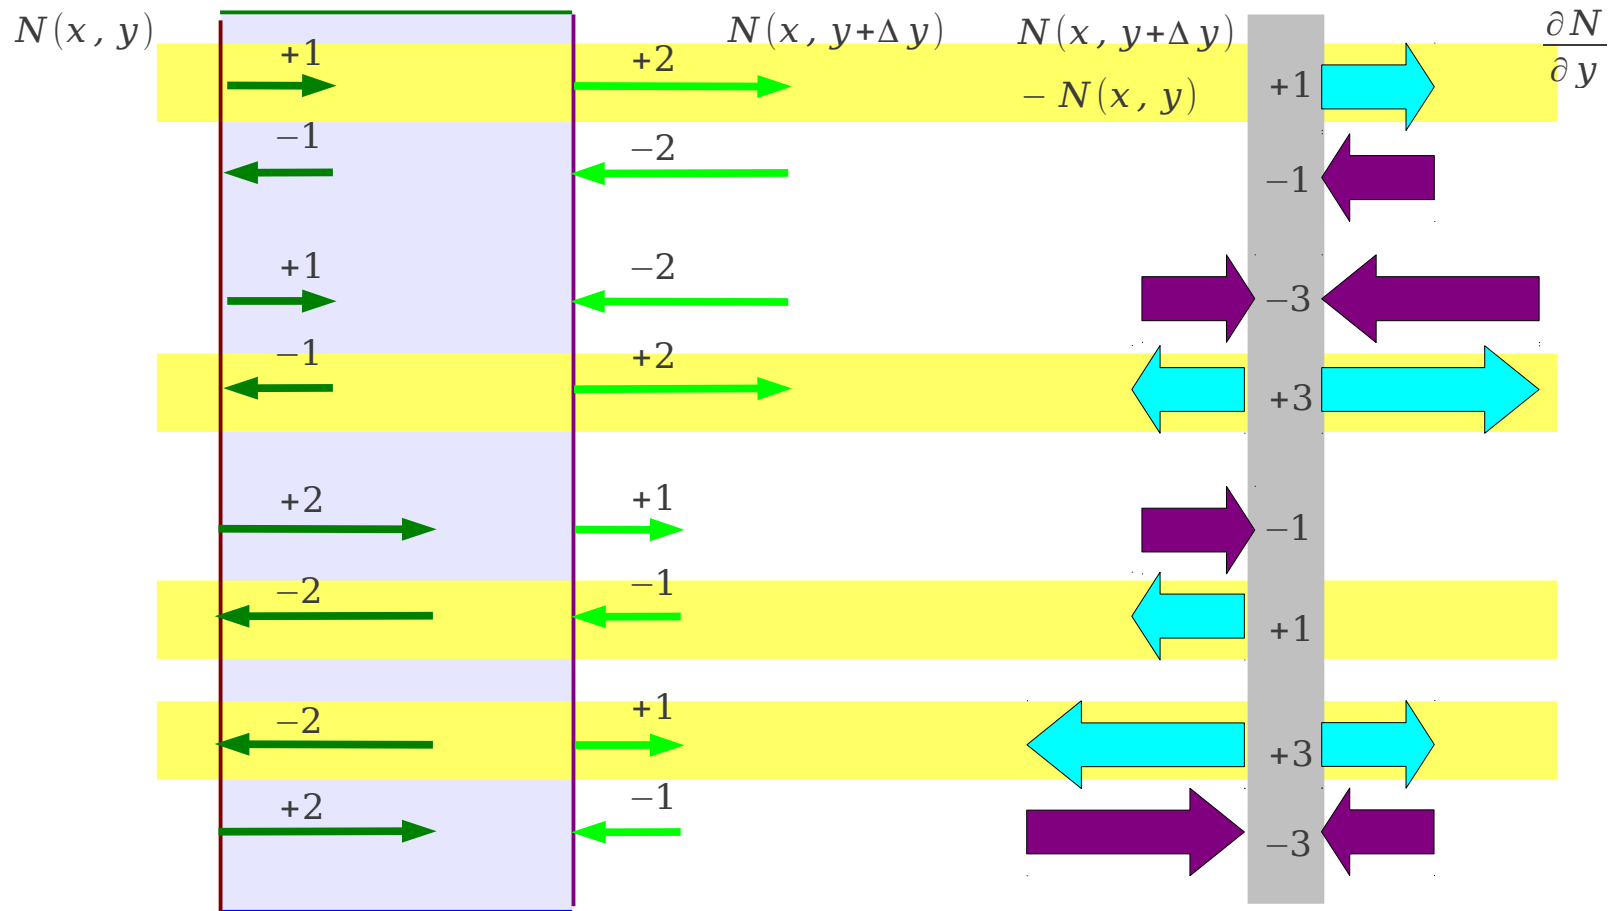 N(x, y) N(x, y+Δy) N(x, y+Δy) ∂N/∂y
− N(x, y)
+1 +2 +1
−1 −2 −1
+1 −2 −3
−1 +2 +3
+2 +1 −1
−2 −1 +1
−2 +1 +3
+2 −1 −3